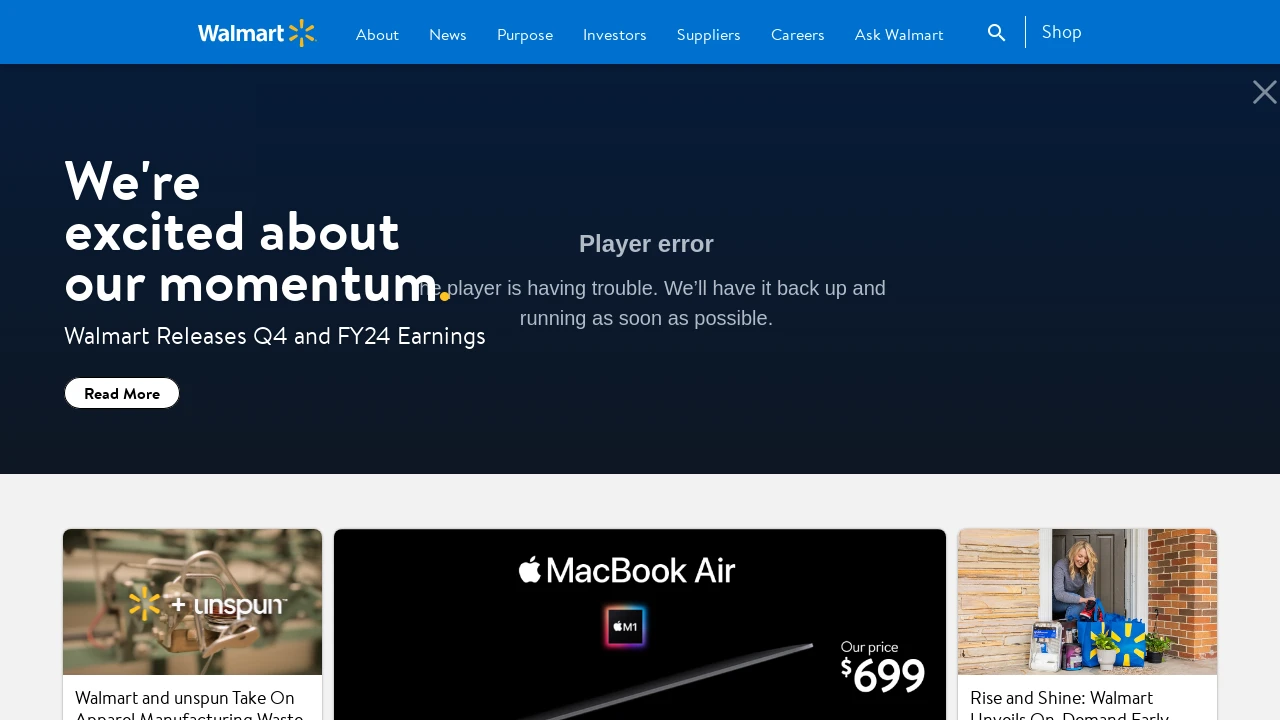 Walmart
About
News
Purpose
Investors
Suppliers
Careers
Ask Walmart
Shop
We're
excited about
our momentum.
Player error
player is having trouble. We’ll have it back up and
running as soon as possible.
Walmart Releases Q4 and FY24 Earnings
Read More
+ unspun
MacBook Air
M1
Our price
$699
Walmart and unspun Take On
Apparel Manufacturing Waste
Rise and Shine: Walmart
Unveils On-Demand Early